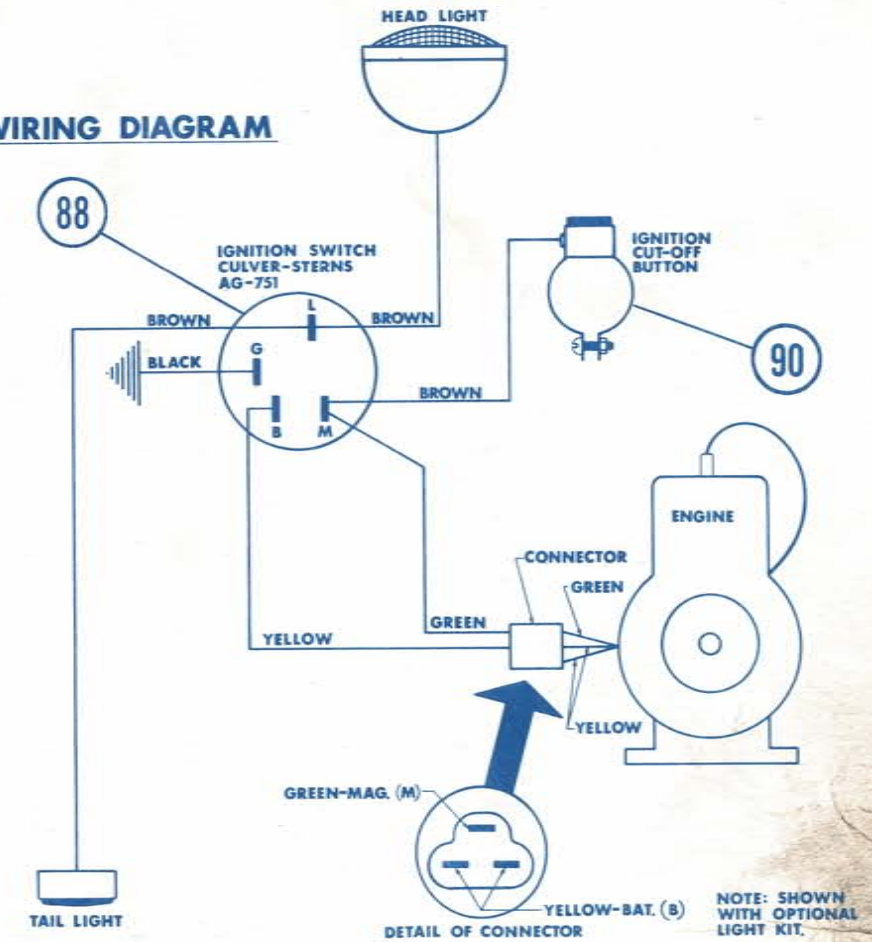 HEAD LIGHT
WIRING DIAGRAM
88
IGNITION SWITCH
CULVER-STERNS
AG-751
IGNITION
CUT-OFF
BUTTON
90
L
BROWN
BROWN
G
BLACK
BROWN
B
M
ENGINE
CONNECTOR
GREEN
GREEN
YELLOW
YELLOW
GREEN-MAG. (M)
YELLOW-BAT. (B)
DETAIL OF CONNECTOR
TAIL LIGHT
NOTE: SHOWN
WITH OPTIONAL
LIGHT KIT.